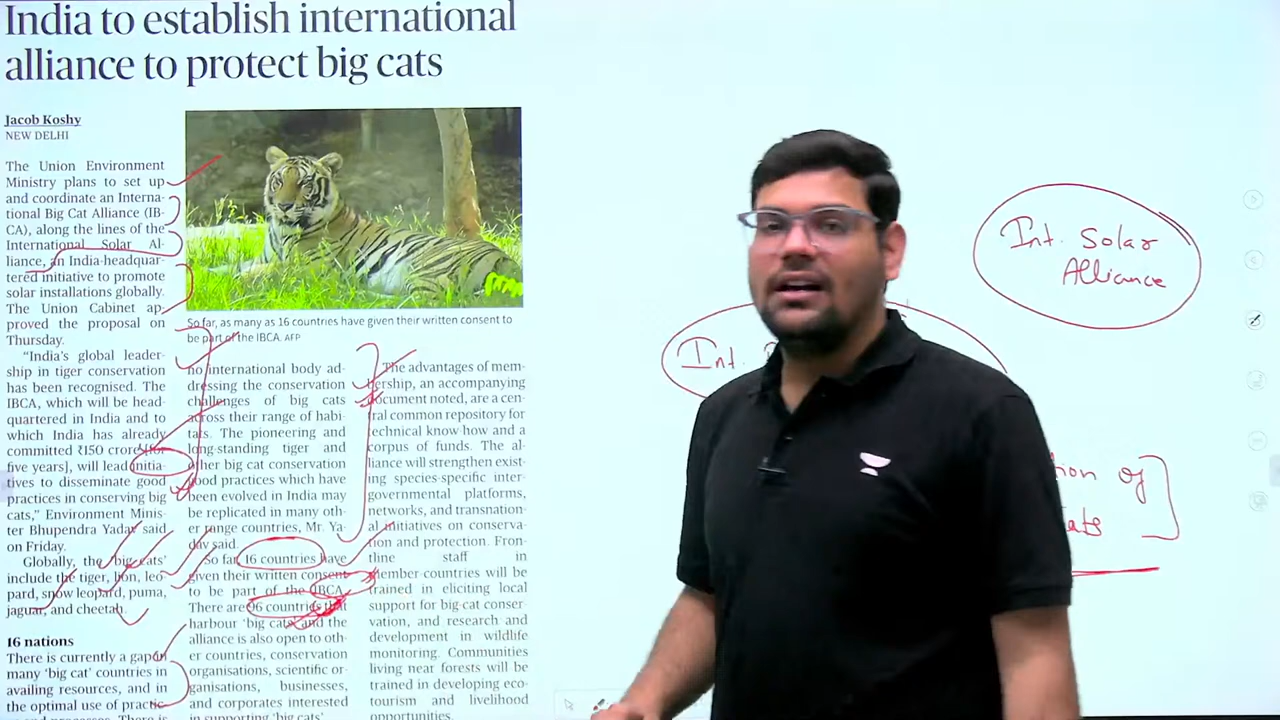 India to establish international
alliance to protect big cats
Jacob Koshy
NEW DELHI
The Union Environment
Ministry plans to set up
and coordinate an Interna-
tional Big Cat Alliance (IB-
CA), along the lines of the
International Solar Al-
liance, an India-headquar-
tered initiative to promote
solar installations globally.
The Union Cabinet ap
proved the proposal on
Thursday.
“India’s global leader-
ship in tiger conservation
has been recognised. The
IBCA, which will be head-
quartered in India and to
which India has already
committed ₹150 crore [for
five years], will lead initia-
tives to disseminate good
practices in conserving big
cats,” Environment Minis-
ter Bhupendra Yadav said
on Friday.
Globally, the ‘big cats’
include the tiger, lion, leo-
pard, snow leopard, puma,
jaguar, and cheetah.
16 nations
There is currently a gap in
many ‘big cat’ countries in
availing resources, and in
the optimal use of practic-
So far, as many as 16 countries have given their written consent to
be part of the IBCA. AFP
no international body ad-
dressing the conservation
challenges of big cats
across their range of habi-
tats. The pioneering and
long-standing tiger and
other big cat conservation
good practices which have
been evolved in India may
be replicated in many oth-
er range countries, Mr. Ya-
dav said.
So far 16 countries have
given their written consent
to be part of the IBCA.
There are 96 countries that
harbour ‘big cats’ and the
alliance is also open to oth-
er countries, conservation
organisations, scientific or-
ganisations, businesses,
and corporates interested
in supporting ‘big cats’.
The advantages of mem-
bership, an accompanying
document noted, are a cen-
tral common repository for
technical know-how and a
corpus of funds. The al-
liance will strengthen exist-
ing species-specific inter-
governmental platforms,
networks, and transnation-
al initiatives on conserva-
tion and protection. Fron-
tline staff in
member-countries will be
trained in eliciting local
support for big-cat conser-
vation, and research and
development in wildlife
monitoring. Communities
living near forests will be
trained in developing eco-
tourism and livelihood
opportunities.
Int. Solar
Alliance
Int.
of